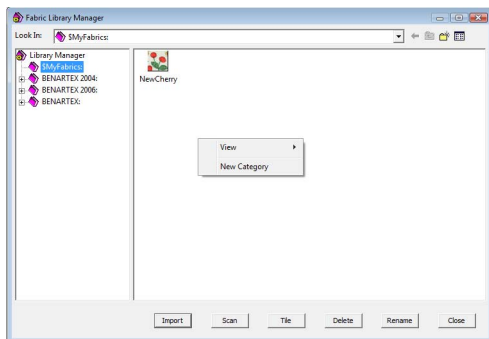 Fabric Library Manager
Look In: $MyFabrics:
Library Manager
$MyFabrics:
BENARTEX 2004:
BENARTEX 2006:
BENARTEX:
NewCherry
View
New Category
Import Scan Tile Delete Rename Close